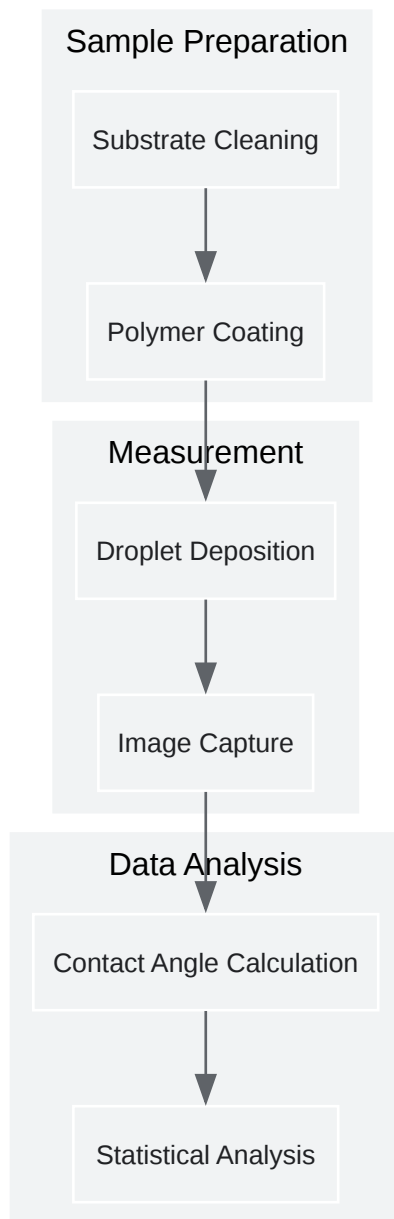 Sample Preparation
Substrate Cleaning
Polymer Coating
Measurement
Droplet Deposition
Image Capture
Data Analysis
Contact Angle Calculation
Statistical Analysis